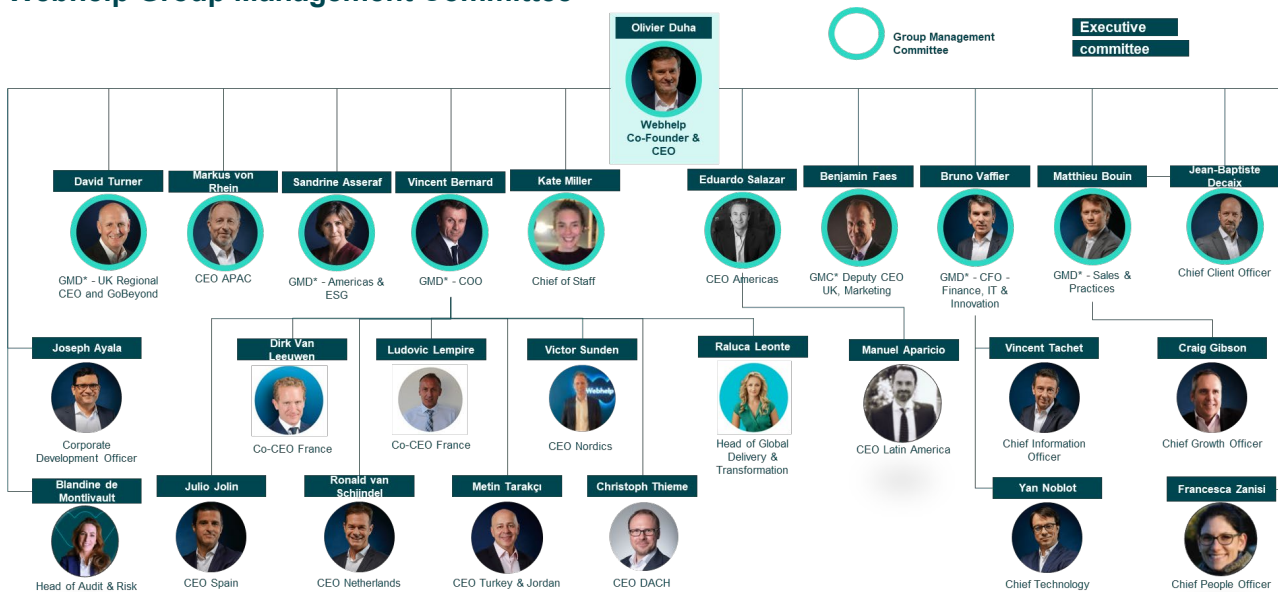 Webhelp Group Management Committee
Olivier Duha
Webhelp
Co-Founder &
CEO
Group Management
Committee
Executive
committee
David Turner
GMD* - UK Regional
CEO and GoBeyond
Markus von
Rhein
CEO APAC
Sandrine Asseraf
GMD* - Americas &
ESG
Vincent Bernard
GMD* - COO
Kate Miller
Chief of Staff
Eduardo Salazar
CEO Americas
Benjamin Faes
GMC* Deputy CEO
UK, Marketing
Bruno Vaffier
GMD* - CFO -
Finance, IT &
Innovation
Matthieu Bouin
GMD* - Sales &
Practices
Jean-Baptiste
Decaix
Chief Client Officer
Joseph Ayala
Corporate
Development Officer
Dirk Van
Leeuwen
Co-CEO France
Ludovic Lempire
Co-CEO France
Victor Sunden
Webhelp
CEO Nordics
Raluca Leonte
Head of Global
Delivery &
Transformation
Manuel Aparicio
CEO Latin America
Vincent Tachet
Chief Information
Officer
Craig Gibson
Chief Growth Officer
Blandine de
Montlivault
Head of Audit & Risk
Julio Jolin
CEO Spain
Ronald van
Schijndel
CEO Netherlands
Metin Tarakçı
CEO Turkey & Jordan
Christoph Thieme
CEO DACH
Yan Noblot
Chief Technology
Francesca Zanisi
Chief People Officer